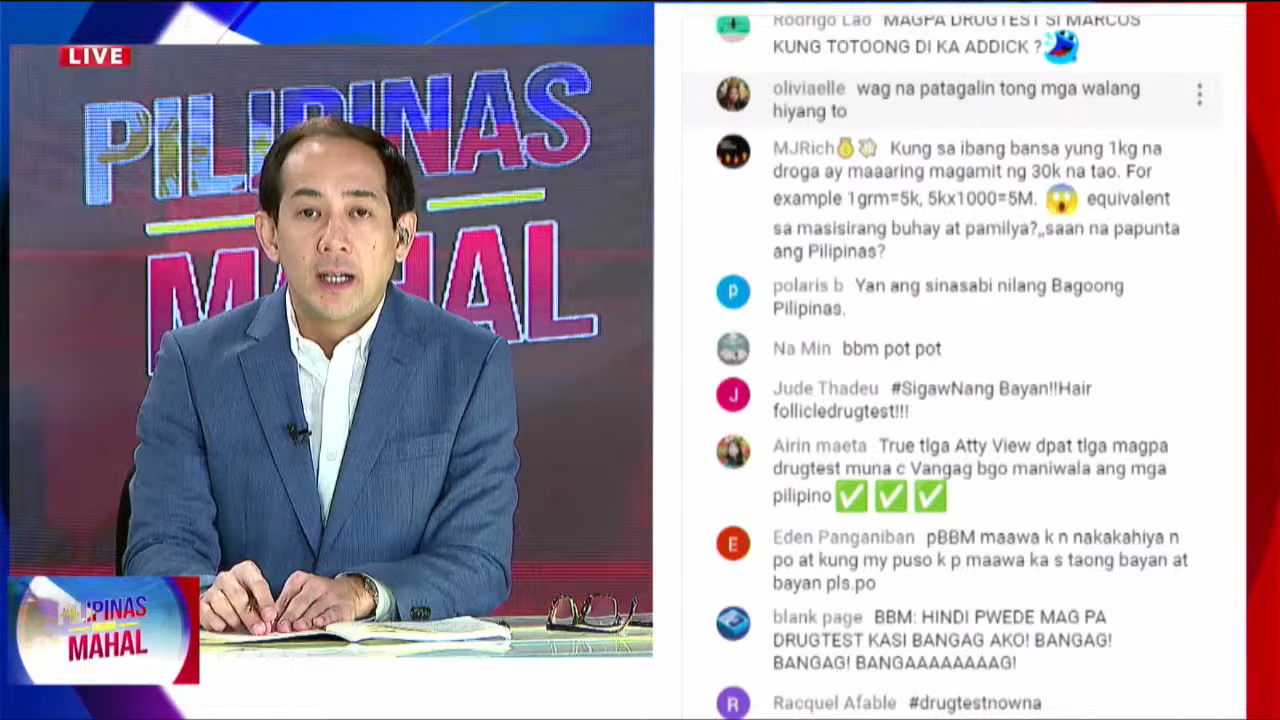 LIVE
PILIPINAS
MAHAL
PILIPINAS
MAHAL
Rodrigo Lao MAGPA DRUGTEST SI MARCOS
KUNG TOTOONG DI KA ADDICK ?
oliviaelle wag na patagalin tong mga walang
hiyang to
MJRich Kung sa ibang bansa yung 1kg na
droga ay maaaring magamit ng 30k na tao. For
example 1grm=5k, 5kx1000=5M. equivalent
sa masisirang buhay at pamilya?,,saan na papunta
ang Pilipinas?
P
polaris b Yan ang sinasabi nilang Bagoong
Pilipinas.
Na Min bbm pot pot
J
Jude Thadeu #SigawNang Bayan!!Hair
follicledrugtest!!!
Airin maeta True tlga Atty View dpat tlga magpa
drugtest muna c Vangag bgo maniwala ang mga
pilipino
E
Eden Panganiban pBBM maawa k n nakakahiya n
po at kung my puso k p maawa ka s taong bayan at
bayan pls.po
blank page BBM: HINDI PWEDE MAG PA
DRUGTEST KASI BANGAG AKO! BANGAG!
BANGAG! BANGAAAAAAAG!
R
Racquel Afable #drugtestnowna